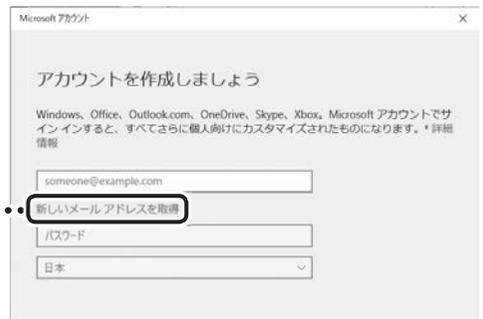 Microsoft アカウント
アカウントを作成しましょう
Windows、Office、Outlook.com、OneDrive、Skype、Xbox。Microsoft アカウントでサ
イン インすると、すべてさらに個人向けにカスタマイズされたものになります。* 詳細
情報
someone@example.com
新しいメール アドレスを取得
パスワード
日本